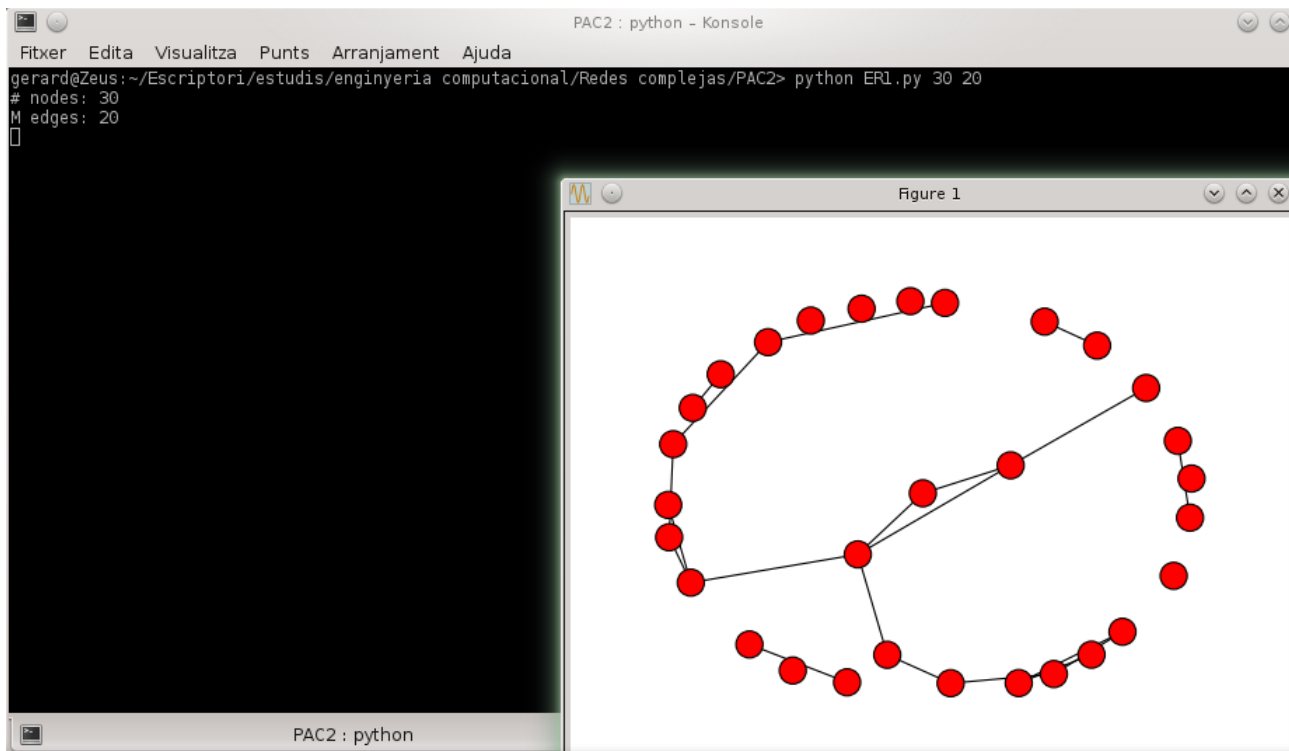 PAC2 : python – Konsole
Fitxer Edita Visualitza Punts Arranjament Ajuda
gerard@Zeus:~/Escriptori/estudis/enginyeria computacional/Redes complejas/PAC2> python ER1.py 30 20
# nodes: 30
M edges: 20
Figure 1
PAC2 : python